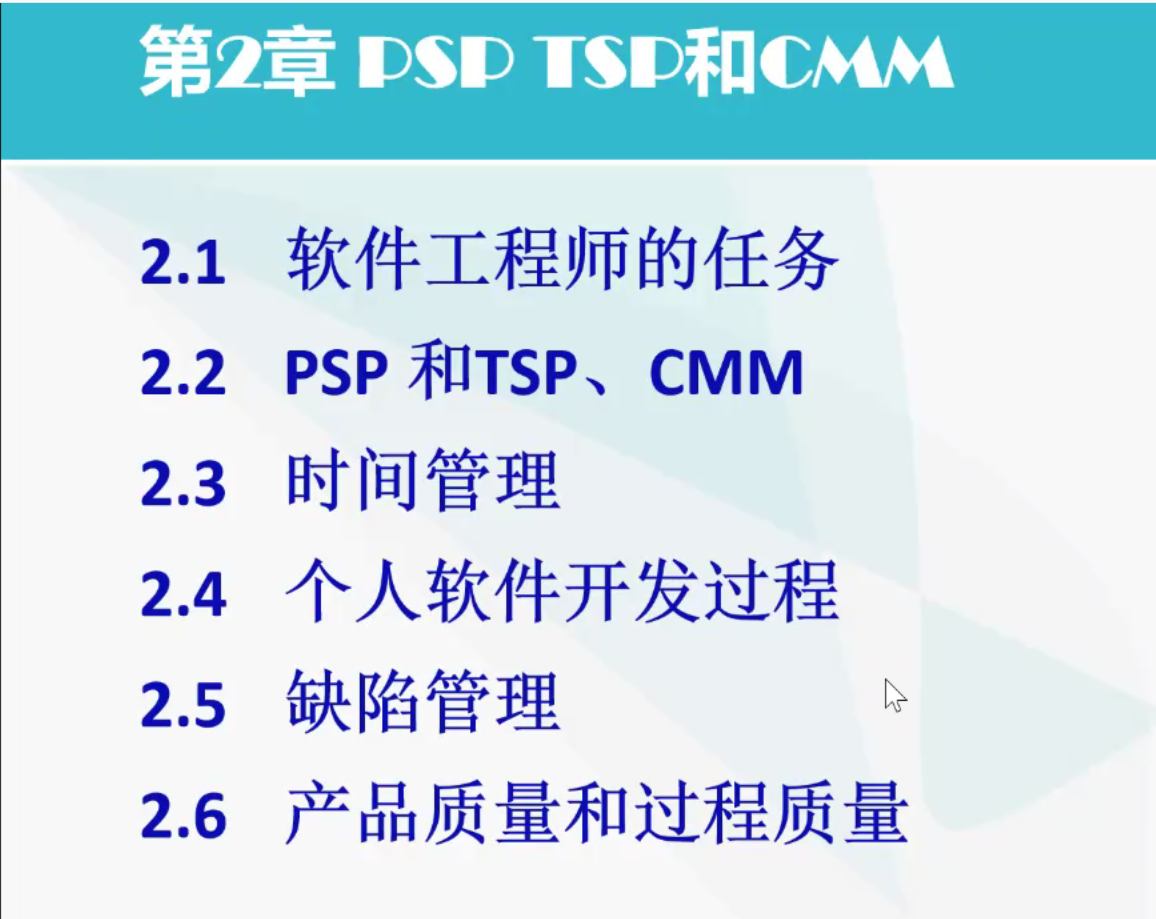 第2章 PSP TSP和CMM
2.1 软件工程师的任务
2.2 PSP 和TSP、CMM
2.3 时间管理
2.4 个人软件开发过程
2.5 缺陷管理
2.6 产品质量和过程质量